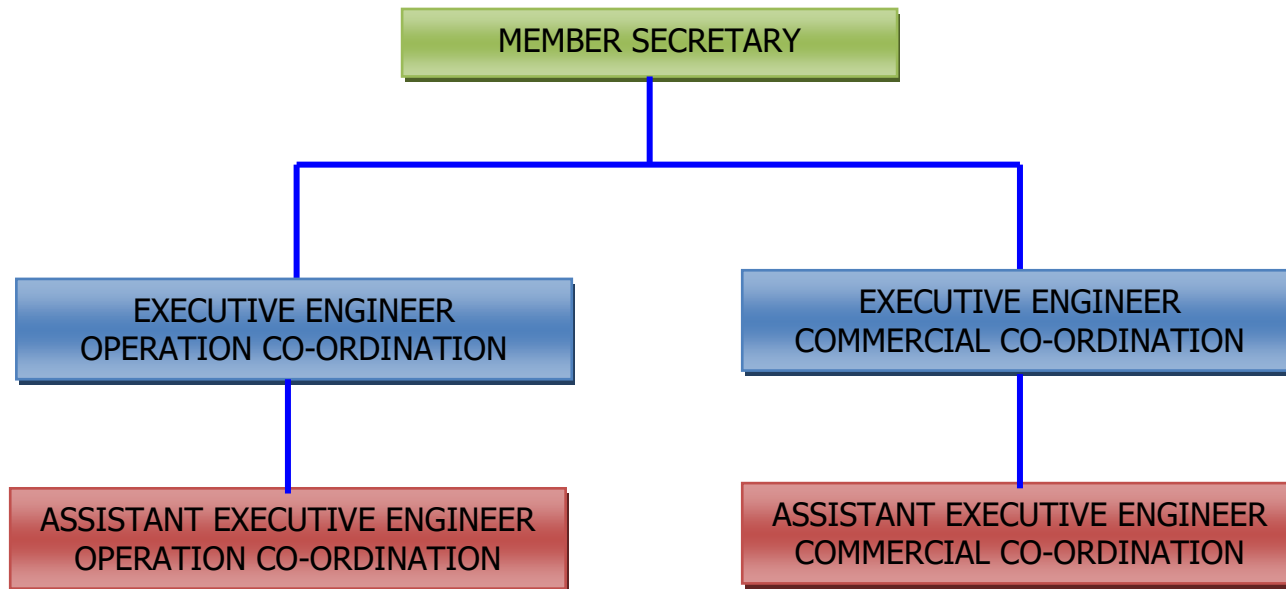 MEMBER SECRETARY
EXECUTIVE ENGINEER
OPERATION CO-ORDINATION
EXECUTIVE ENGINEER
COMMERCIAL CO-ORDINATION
ASSISTANT EXECUTIVE ENGINEER
OPERATION CO-ORDINATION
ASSISTANT EXECUTIVE ENGINEER
COMMERCIAL CO-ORDINATION